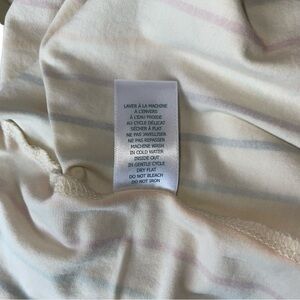 LAVER À LA MACHINE
À L'ENVERS
À L'EAU FROIDE
AU CYCLE DÉLICAT
SÉCHER À PLAT
NE PAS JAVELLISER
NE PAS REPASSER
MACHINE WASH
IN COLD WATER
INSIDE OUT
IN GENTLE CYCLE
DRY FLAT
DO NOT BLEACH
DO NOT IRON